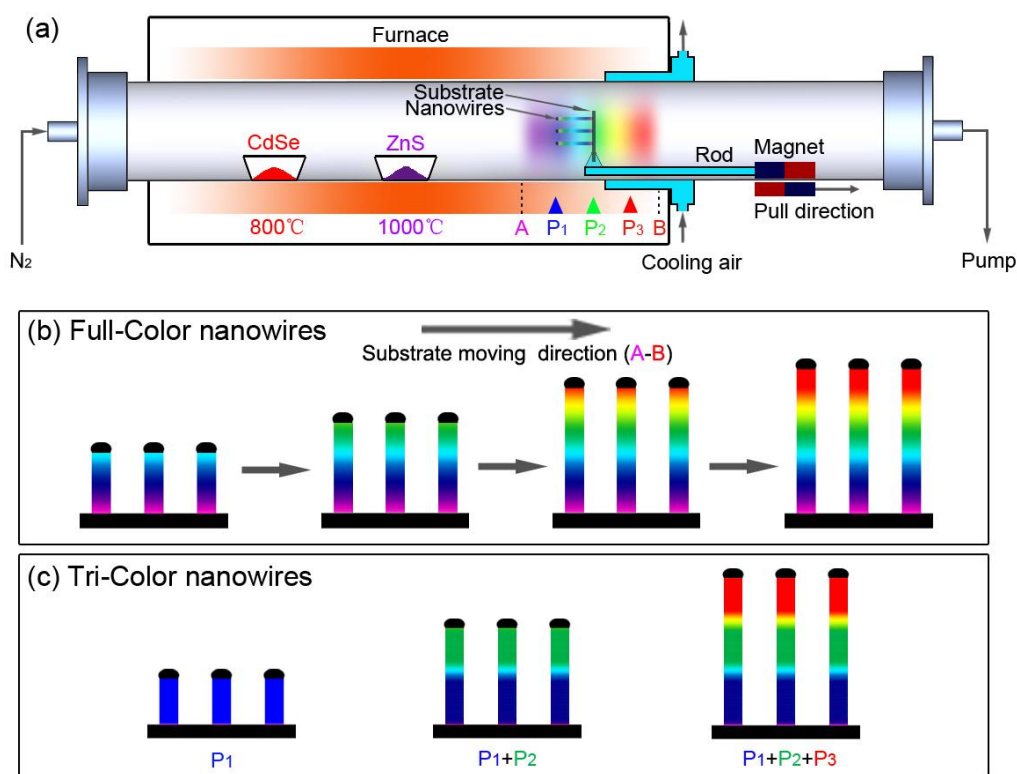 (a)
Furnace
Substrate
Nanowires
CdSe
ZnS
Rod
Magnet
Pull direction
800℃
1000℃
A
P1
P2
P3
B
N2
Cooling air
Pump
(b) Full-Color nanowires
Substrate moving direction (A-B)
(c) Tri-Color nanowires
P1
P1+P2
P1+P2+P3